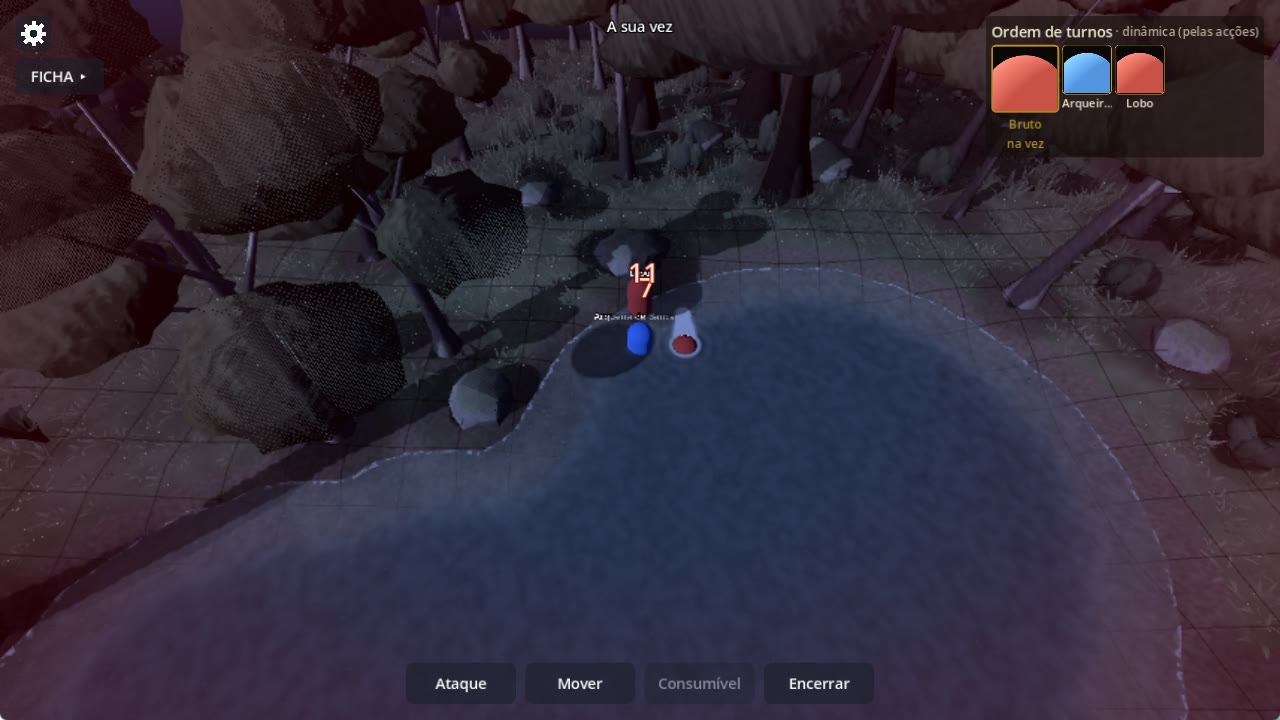 A sua vez
FICHA ▸
Ordem de turnos · dinâmica (pelas acções)
Arqueir... Lobo
Bruto
na vez
11
7
Ataque Mover Consumível Encerrar